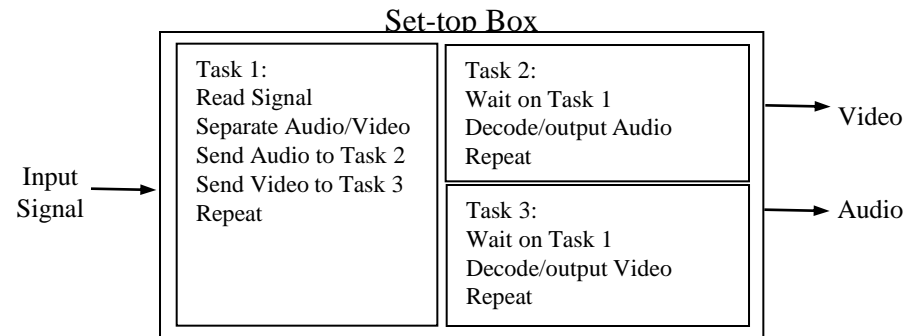 Set-top Box
Task 1:
Read Signal
Separate Audio/Video
Send Audio to Task 2
Send Video to Task 3
Repeat
Task 2:
Wait on Task 1
Decode/output Audio
Repeat
Task 3:
Wait on Task 1
Decode/output Video
Repeat
Input
Signal
Video
Audio